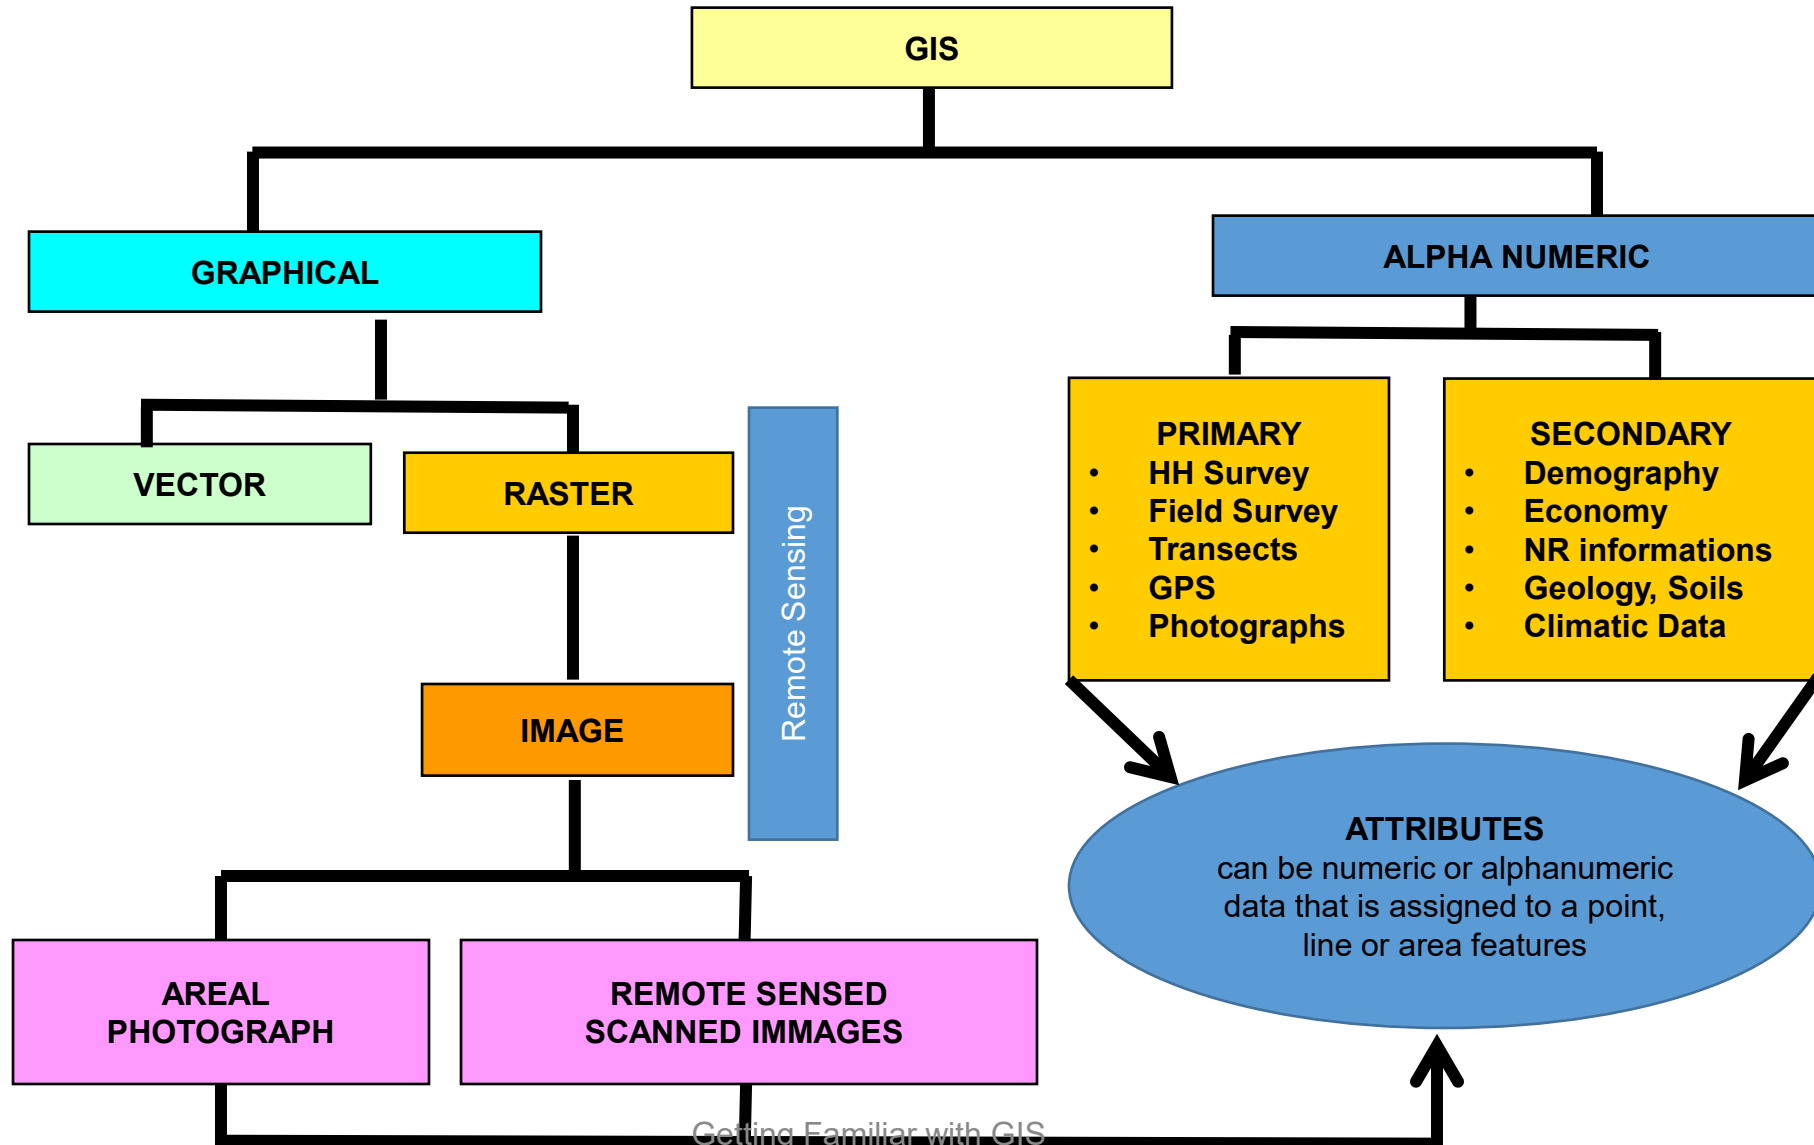 GIS
GRAPHICAL
ALPHA NUMERIC
VECTOR
RASTER
Remote Sensing
IMAGE
AREAL
PHOTOGRAPH
REMOTE SENSED
SCANNED IMMAGES
PRIMARY
• HH Survey
• Field Survey
• Transects
• GPS
• Photographs
SECONDARY
• Demography
• Economy
• NR informations
• Geology, Soils
• Climatic Data
ATTRIBUTES
can be numeric or alphanumeric
data that is assigned to a point,
line or area features
Getting Familiar with GIS